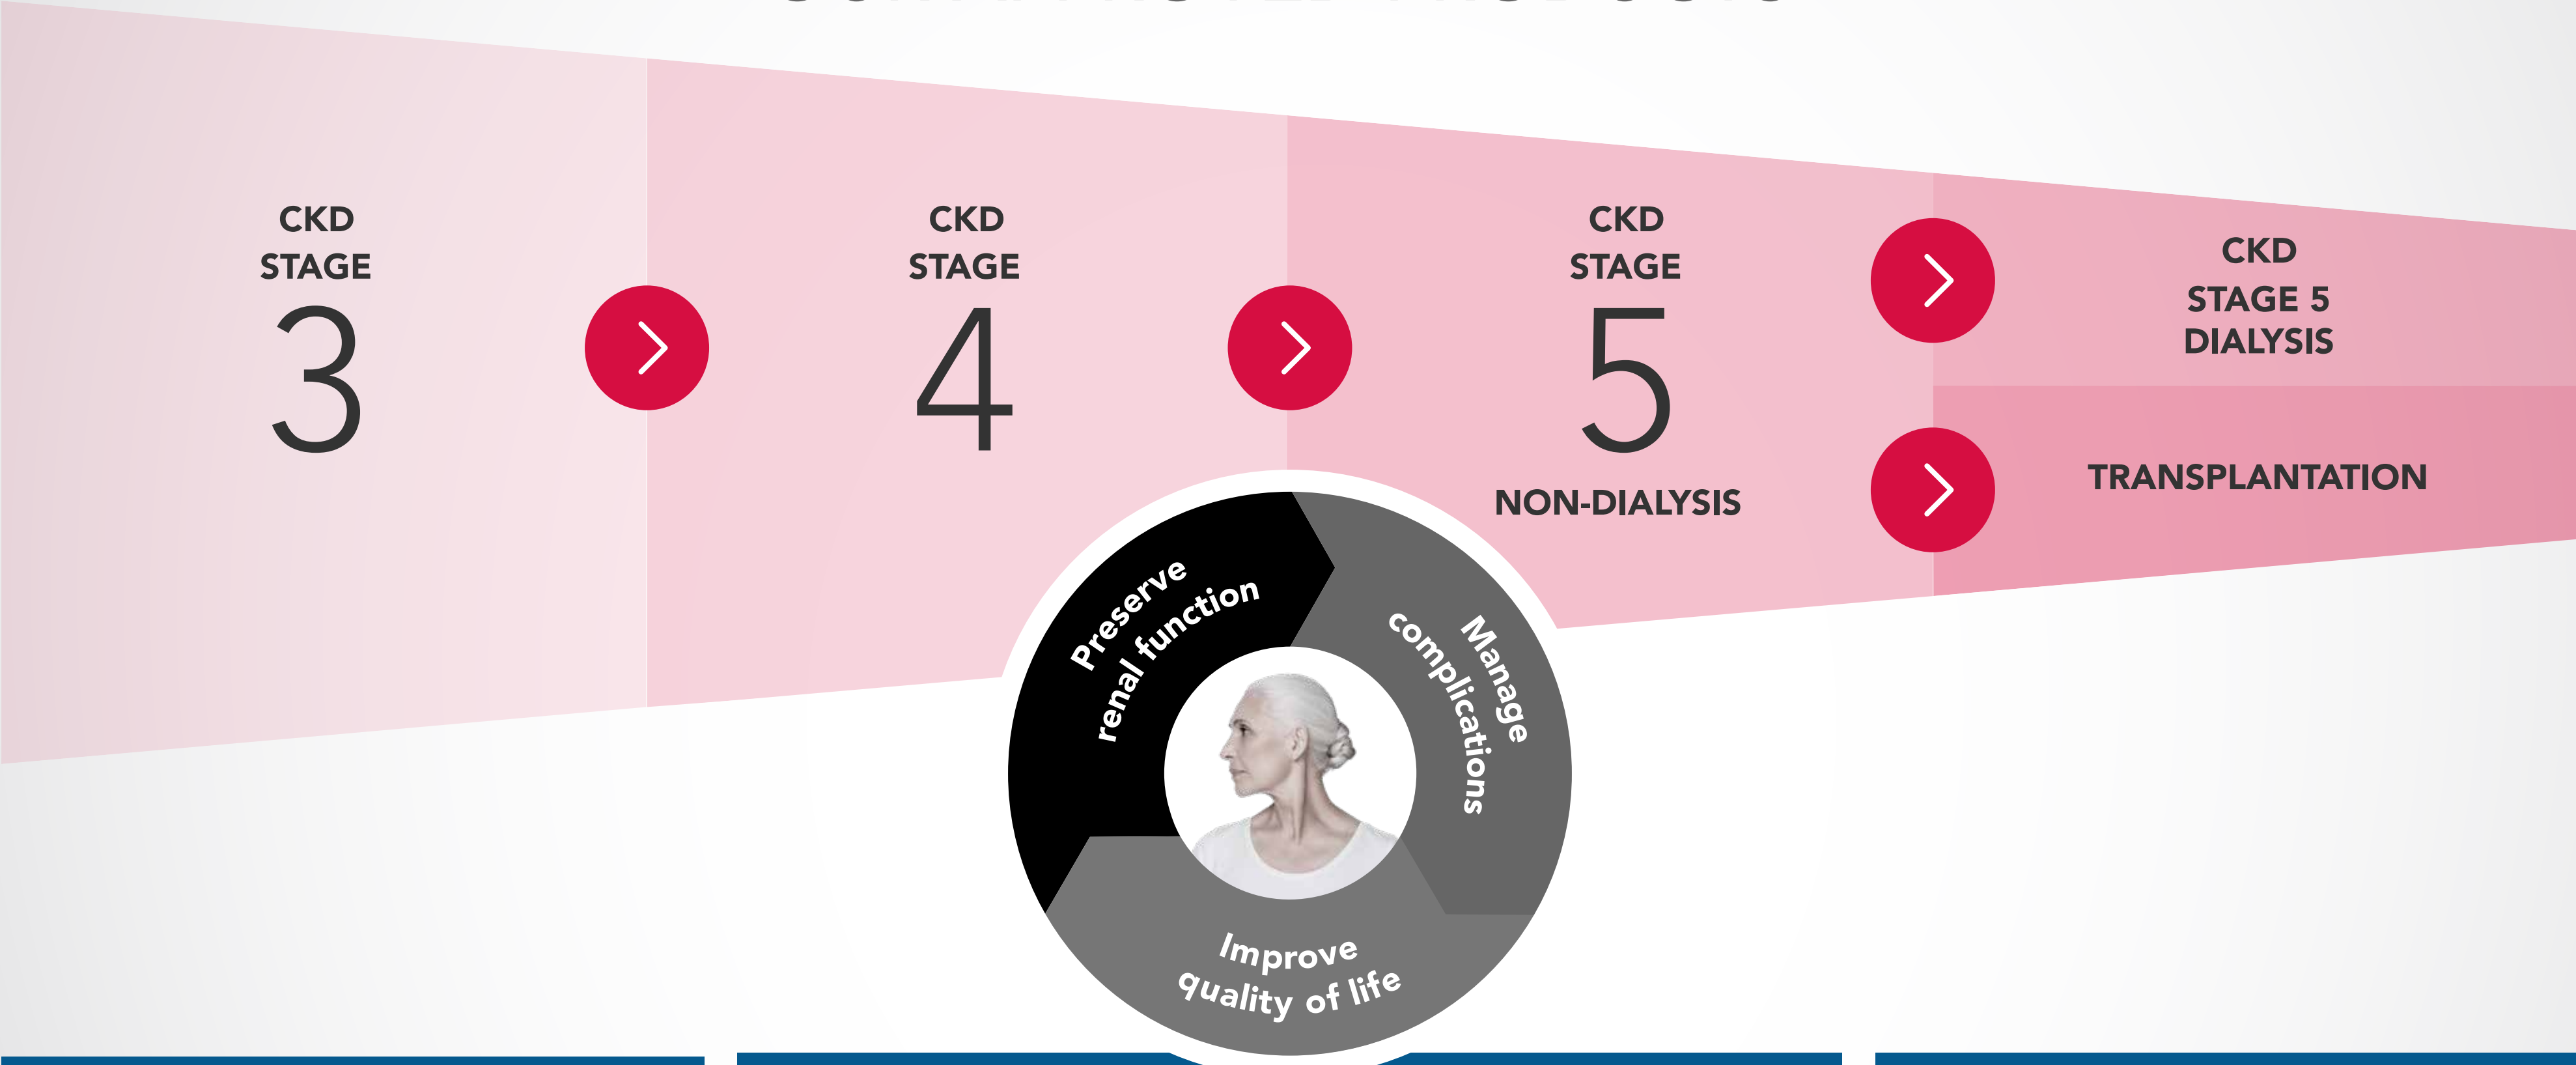 CKD
STAGE
3
CKD
STAGE
4
CKD
STAGE
5
NON-DIALYSIS
CKD
STAGE 5
DIALYSIS
TRANSPLANTATION
Preserve
renal function
Manage
complications
Improve
quality of life